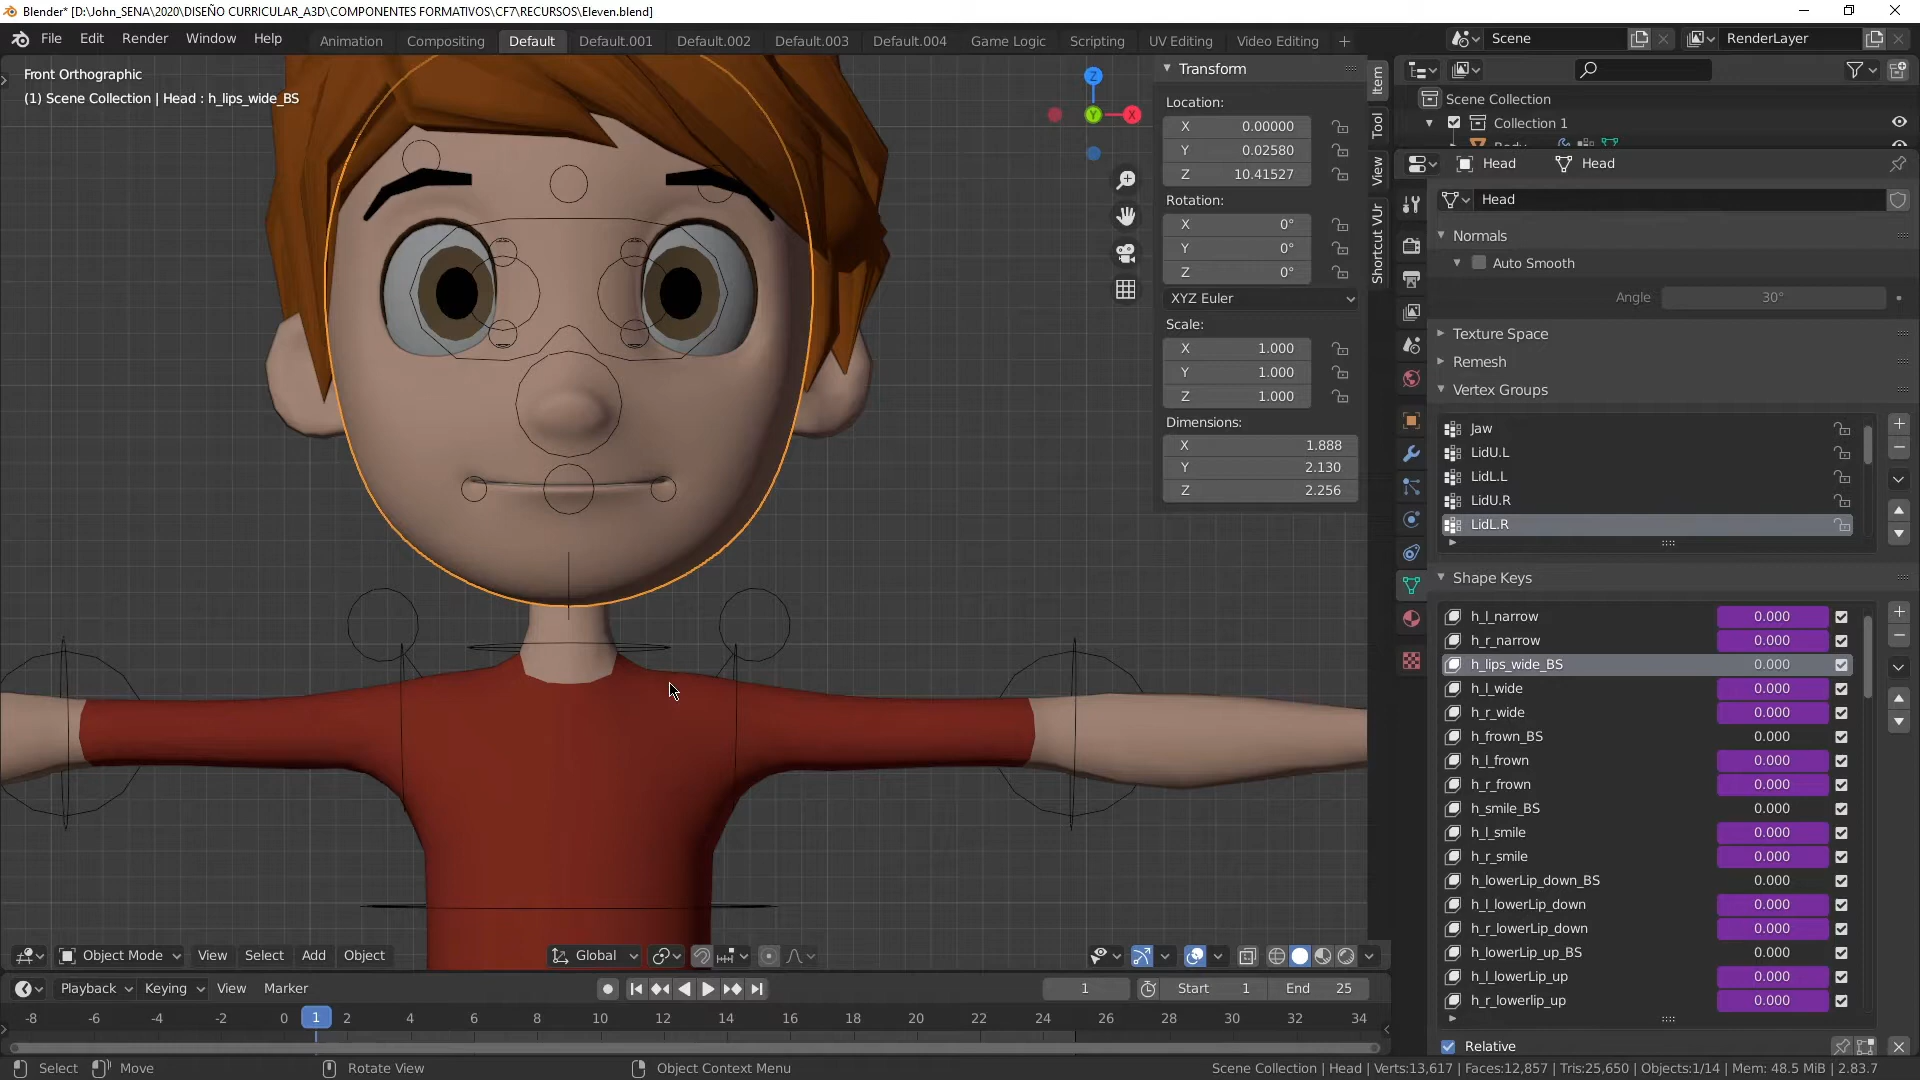 Blender* [D:\John_SENA\2020\DISEÑO CURRICULAR_A3D\COMPONENTES FORMATIVOS\CF7\RECURSOS\Eleven.blend]
File Edit Render Window Help Animation Compositing Default Default.001 Default.002 Default.003 Default.004 Game Logic Scripting UV Editing Video Editing + Scene RenderLayer
Front Orthographic
(1) Scene Collection | Head : h_lips_wide_BS
Z
Y
X
Transform
Location:
X 0.00000
Y 0.02580
Z 10.41527
Rotation:
X 0°
Y 0°
Z 0°
XYZ Euler
Scale:
X 1.000
Y 1.000
Z 1.000
Dimensions:
X 1.888
Y 2.130
Z 2.256
Item
Tool
View
Shortcut VUr
Scene Collection
Collection 1
Head Head
Head
Normals
Auto Smooth
Angle 30°
Texture Space
Remesh
Vertex Groups
Jaw
LidU.L
LidL.L
LidU.R
LidL.R
Shape Keys
h_l_narrow 0.000
h_r_narrow 0.000
h_lips_wide_BS 0.000
h_l_wide 0.000
h_r_wide 0.000
h_frown_BS 0.000
h_l_frown 0.000
h_r_frown 0.000
h_smile_BS 0.000
h_l_smile 0.000
h_r_smile 0.000
h_lowerLip_down_BS 0.000
h_l_lowerLip_down 0.000
h_r_lowerLip_down 0.000
h_lowerLip_up_BS 0.000
h_l_lowerLip_up 0.000
h_r_lowerlip_up 0.000
Relative
Object Mode View Select Add Object Global
Playback Keying View Marker 1 Start 1 End 25
-8 -6 -4 -2 0 1 2 4 6 8 10 12 14 16 18 20 22 24 26 28 30 32 34
Select Move Rotate View Object Context Menu Scene Collection | Head | Verts:13,617 | Faces:12,857 | Tris:25,650 | Objects:1/14 | Mem: 48.5 MiB | 2.83.7